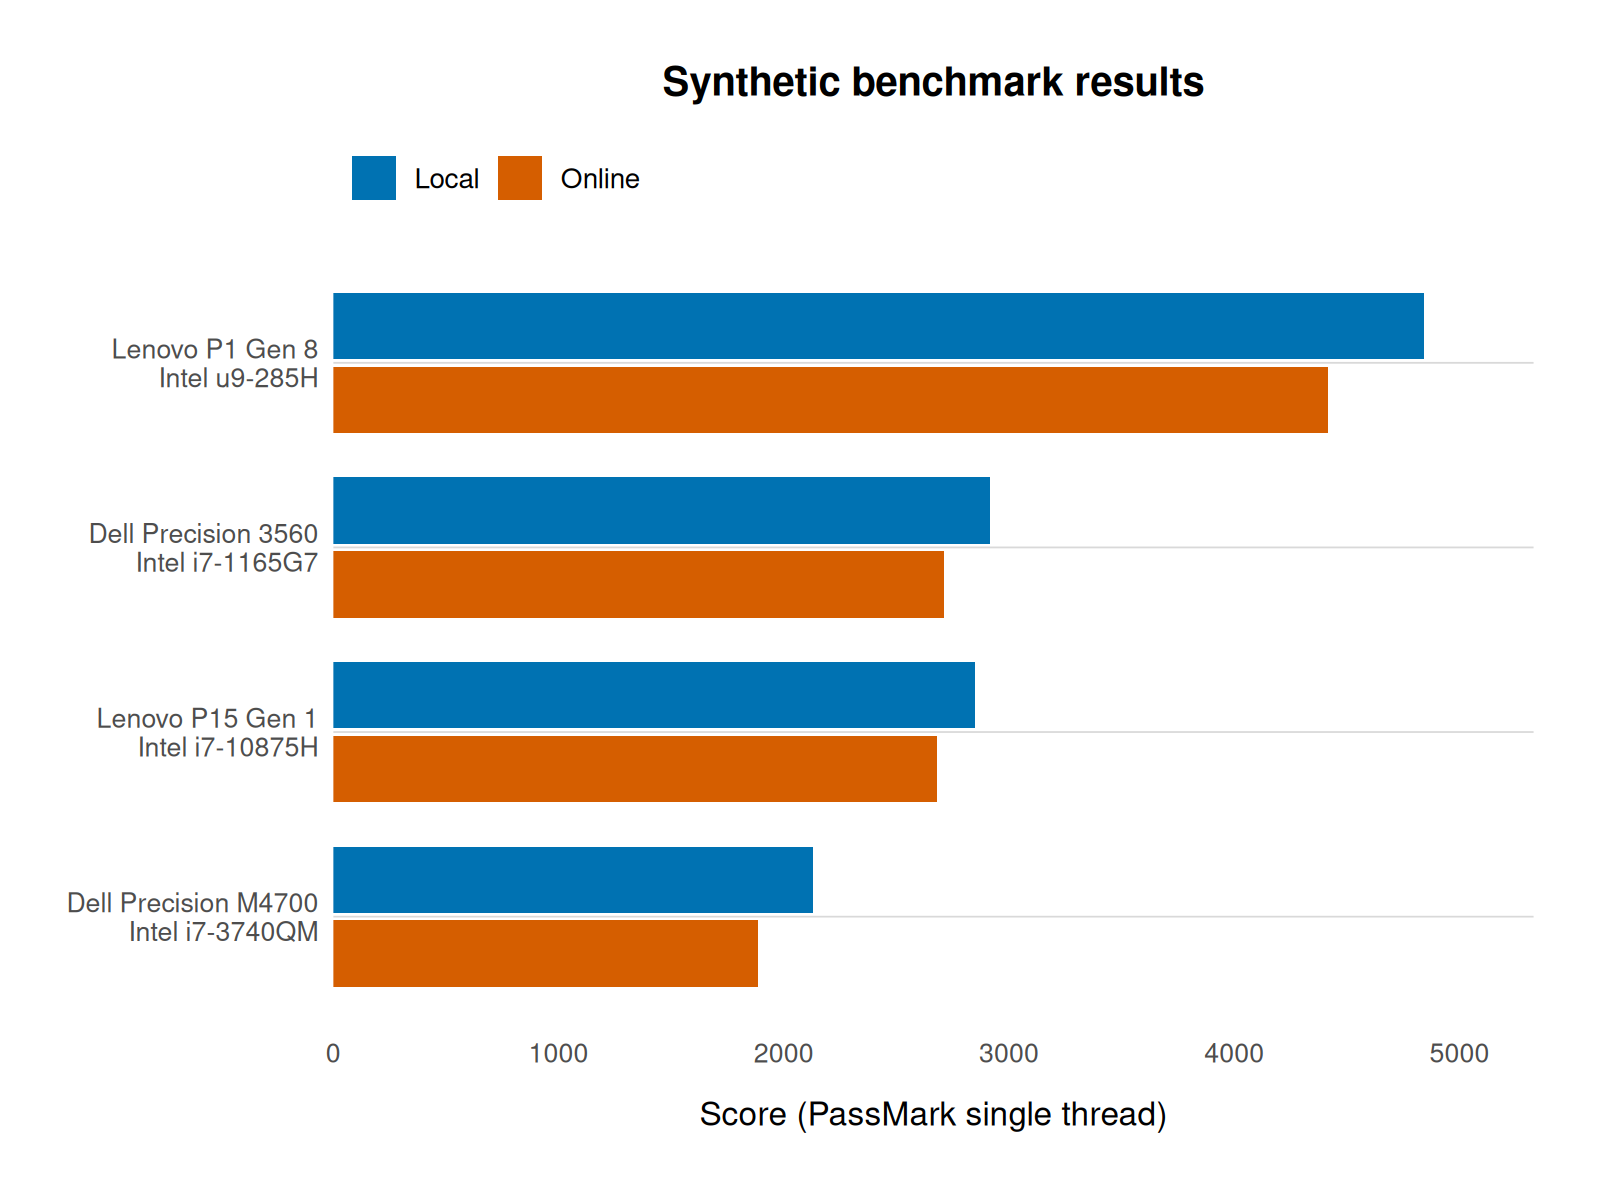 Synthetic benchmark results
Local
Online
Lenovo P1 Gen 8
Intel u9-285H
Dell Precision 3560
Intel i7-1165G7
Lenovo P15 Gen 1
Intel i7-10875H
Dell Precision M4700
Intel i7-3740QM
0 1000 2000 3000 4000 5000
Score (PassMark single thread)